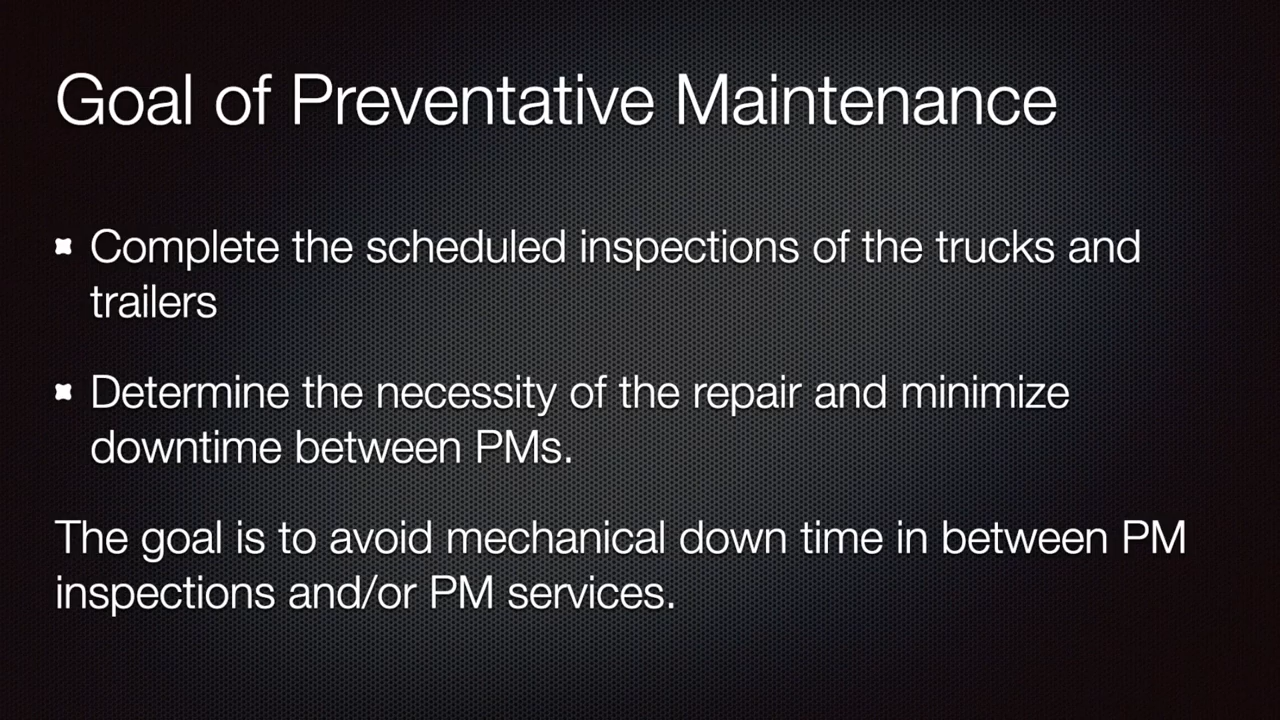 Goal of Preventative Maintenance
Complete the scheduled inspections of the trucks and
trailers
Determine the necessity of the repair and minimize
downtime between PMs.
The goal is to avoid mechanical down time in between PM
inspections and/or PM services.